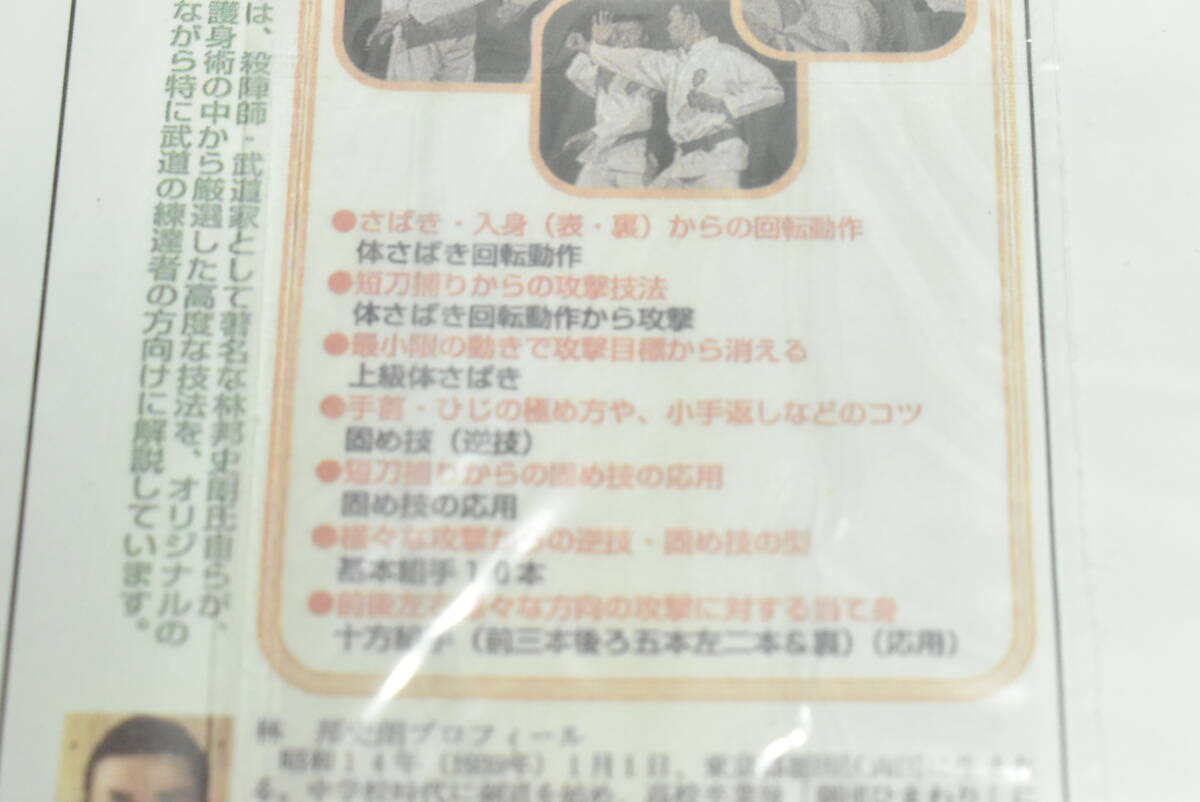 は、殺陣師・武道家として著名な林邦史朗氏自らが、
護身術の中から厳選した高度な技法を、オリジナルの
ながら特に武道の練達者の方向けに解説しています。
●さばき・入身（表・裏）からの回転動作
体さばき回転動作
●短刀捕りからの攻撃技法
体さばき回転動作から攻撃
●最小限の動きで攻撃目標から消える
上級体さばき
●手首・ひじの極め方や、小手返しなどのコツ
固め技（逆技）
●短刀捕りからの固め技の応用
固め技の応用
●様々な攻撃からの逆技・固め技の型
基本組手１０本
●前後左右様々な方向の攻撃に対する当て身
十方組手（前三本後ろ五本左二本＆裏）（応用）
林 邦史朗プロフィール
昭和１４年（1939年）１月１日、東京
る。中学校時代に剣道を始め、高校卒業後